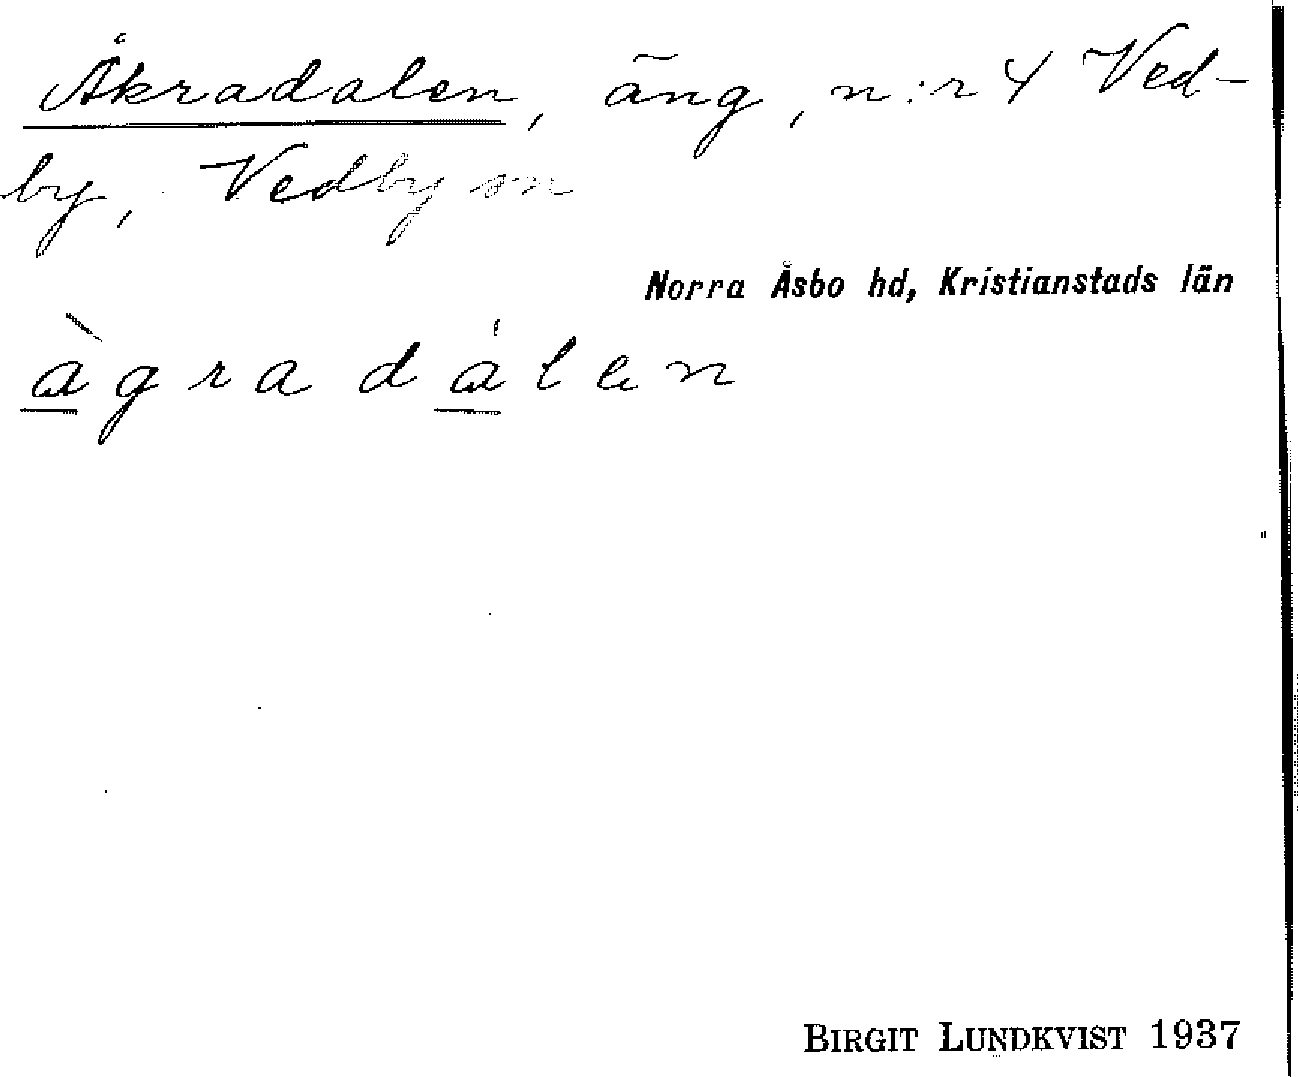 Åkradalen, äng, n:r 4 Ved-
by, Vedby sn
Norra Åsbo hd, Kristianstads län
àgradálen
BIRGIT LUNDKVIST 1937